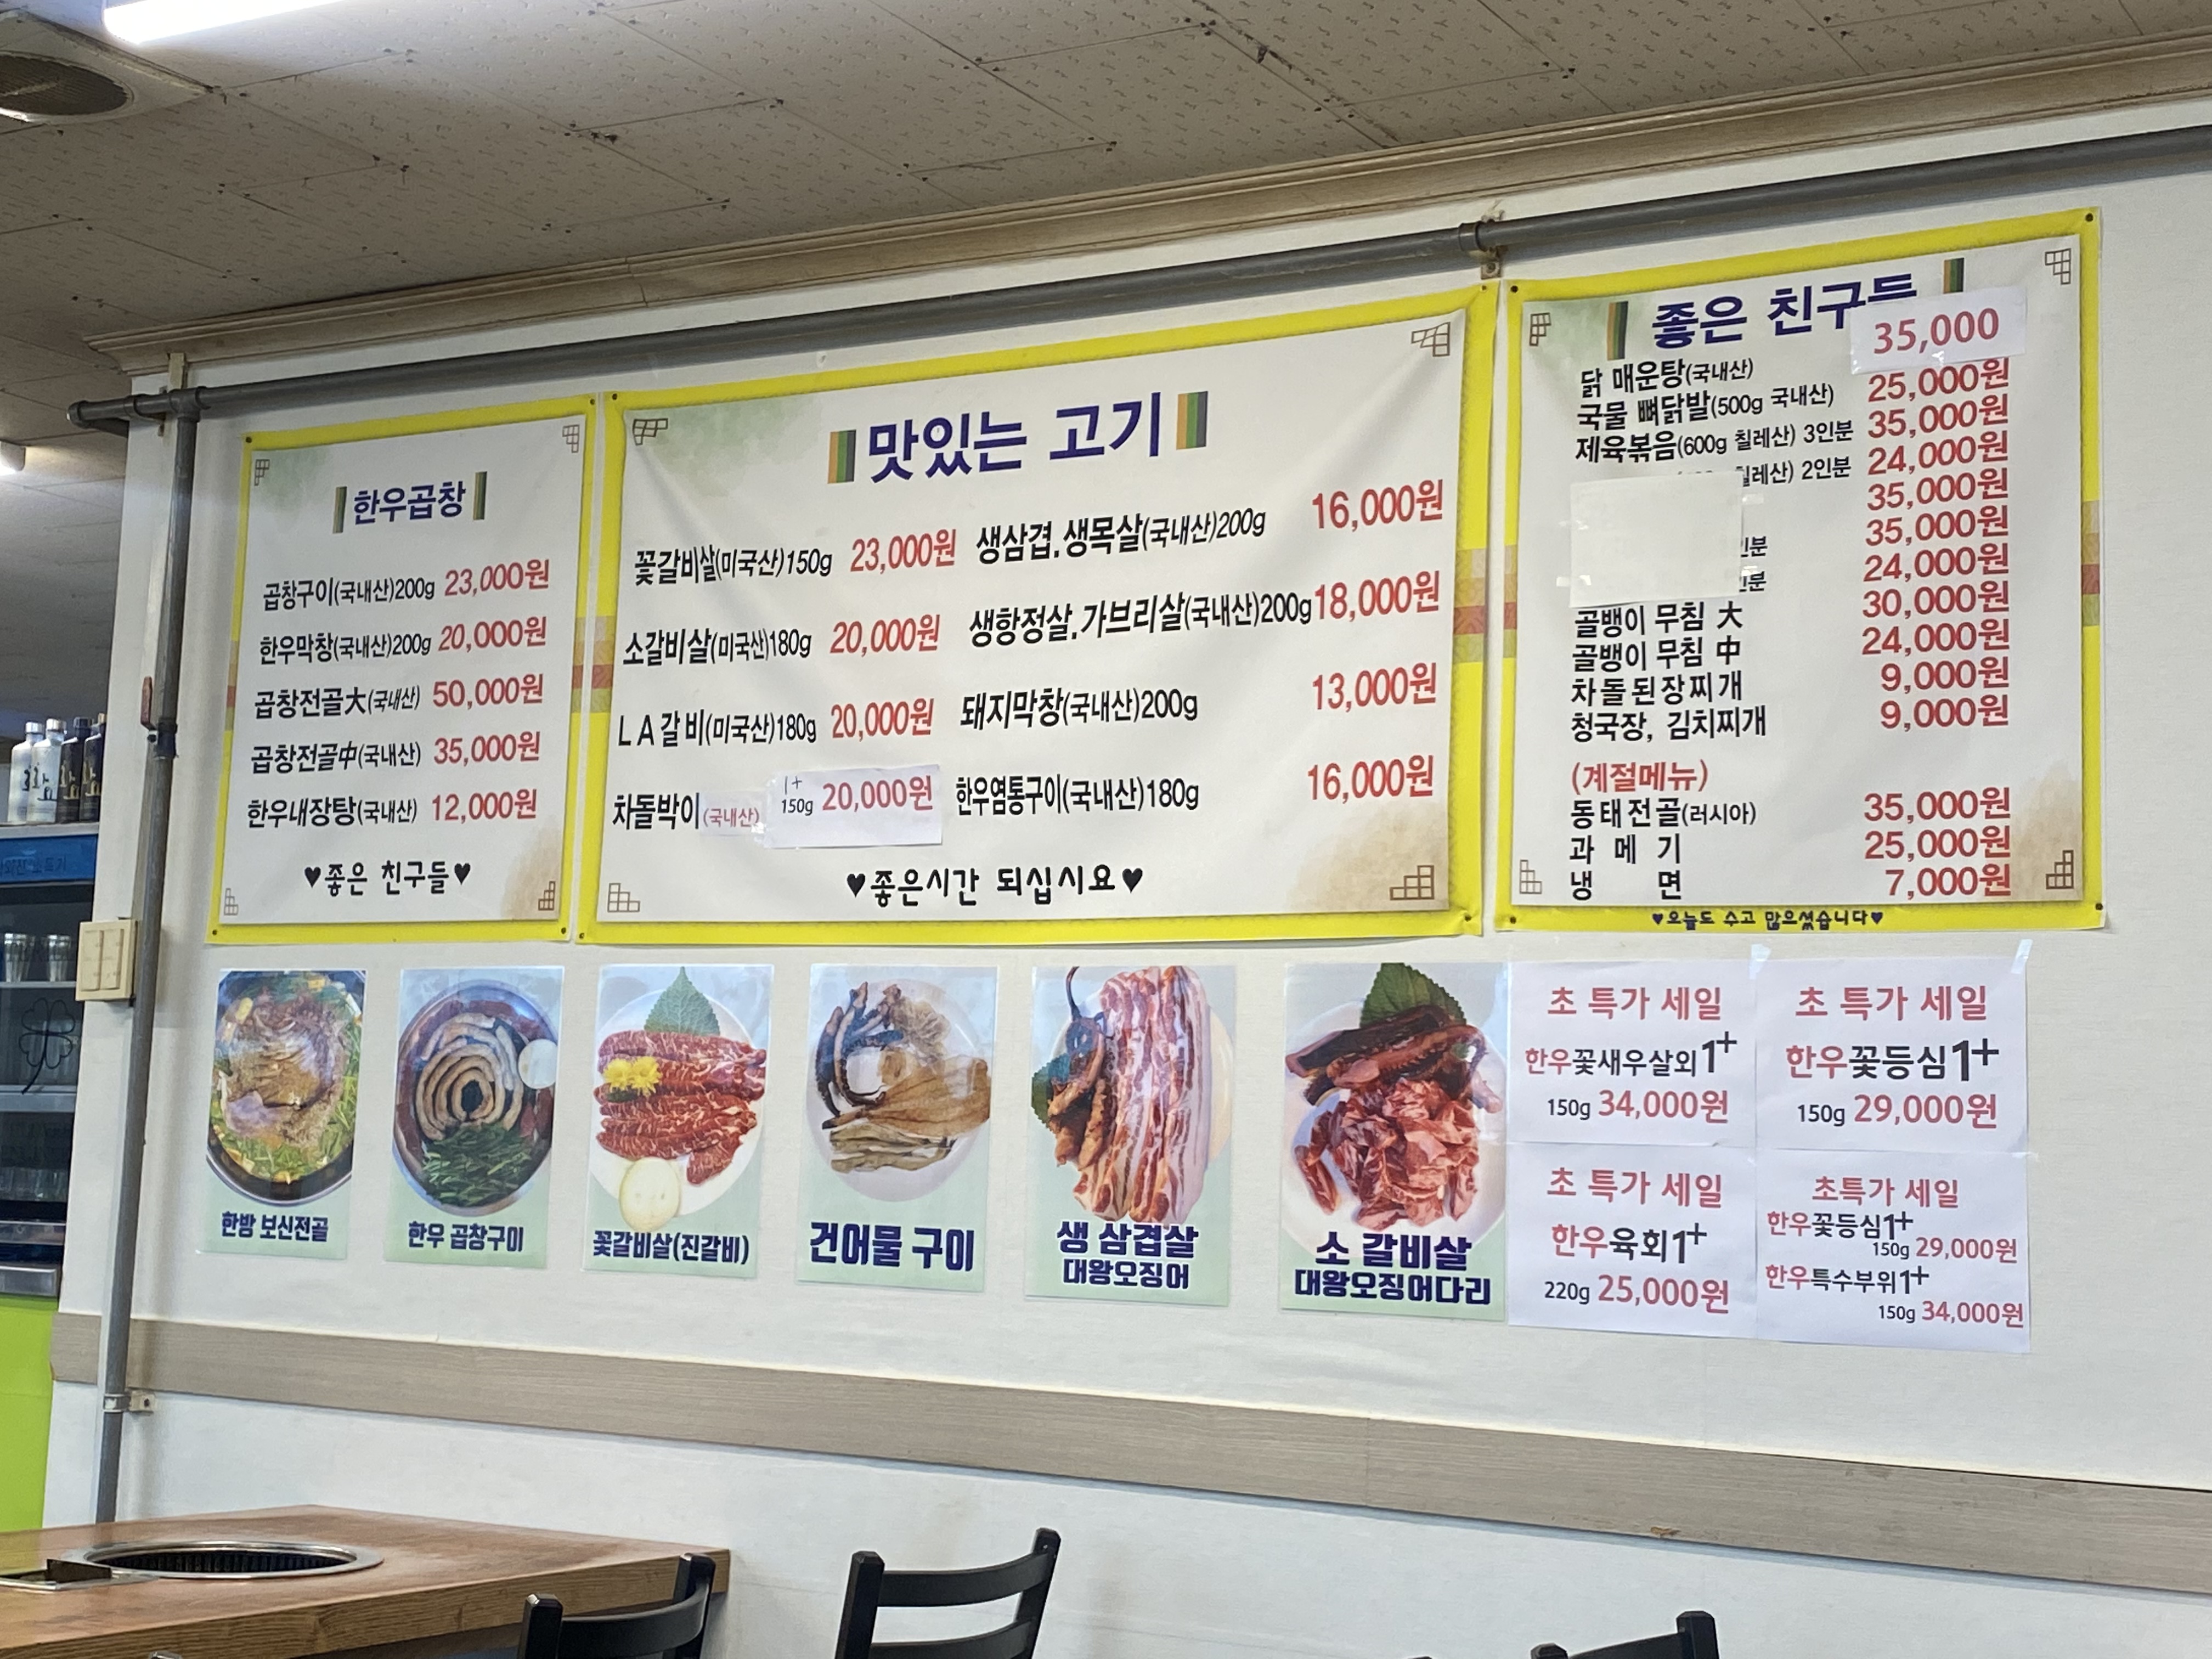 한우곱창
곱창구이(국내산)200g 23,000원
한우막창(국내산)200g 20,000원
곱창전골大(국내산) 50,000원
곱창전골中(국내산) 35,000원
한우내장탕(국내산) 12,000원
♥좋은 친구들♥
맛있는 고기
꽃갈비살(미국산)150g 23,000원 생삼겹.생목살(국내산)200g 16,000원
소갈비살(미국산)180g 20,000원 생항정살.가브리살(국내산)200g 18,000원
LA갈비(미국산)180g 20,000원 돼지막창(국내산)200g 13,000원
차돌박이(국내산) 1+ 150g 20,000원 한우염통구이(국내산)180g 16,000원
♥좋은시간 되십시요♥
좋은 친구들
닭 매운탕(국내산) 35,000
국물 뼈닭발(500g 국내산) 25,000원
제육볶음(600g 칠레산) 3인분 35,000원
칠레산) 2인분 24,000원
35,000원
인분 35,000원
인분 24,000원
골뱅이 무침 大 30,000원
골뱅이 무침 中 24,000원
차돌된장찌개 9,000원
청국장, 김치찌개 9,000원
(계절메뉴)
동태전골(러시아) 35,000원
과 메 기 25,000원
냉 면 7,000원
♥오늘도 수고 많으셨습니다♥
한방 보신전골
한우 곱창구이
꽃갈비살(진갈비)
건어물 구이
생 삼겹살
대왕오징어
소 갈비살
대왕오징어다리
초 특가 세일
한우꽃새우살외1+
150g 34,000원
초 특가 세일
한우꽃등심1+
150g 29,000원
초 특가 세일
한우육회1+
220g 25,000원
초특가 세일
한우꽃등심1+
150g 29,000원
한우특수부위1+
150g 34,000원